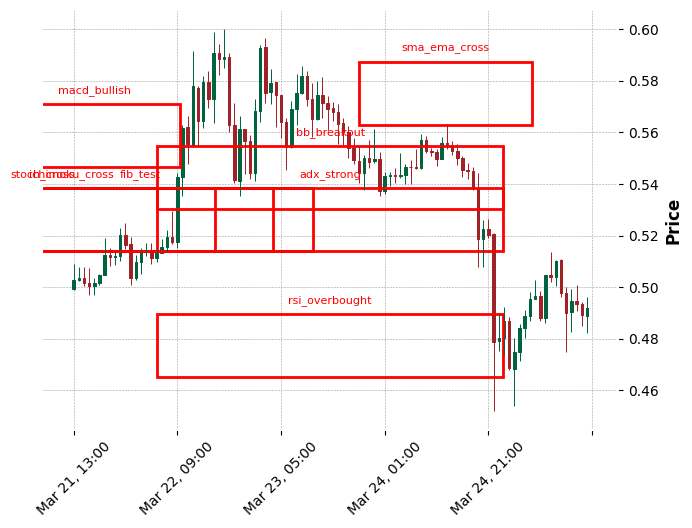 0.60
sma_ema_cross
0.58
macd_bullish
0.56
bb_breakout
stoch_cross
ichimoku_cross
fib_test
adx_strong
0.54
Price
0.52
0.50
rsi_overbought
0.48
0.46
Mar 21, 13:00
Mar 22, 09:00
Mar 23, 05:00
Mar 24, 01:00
Mar 24, 21:00